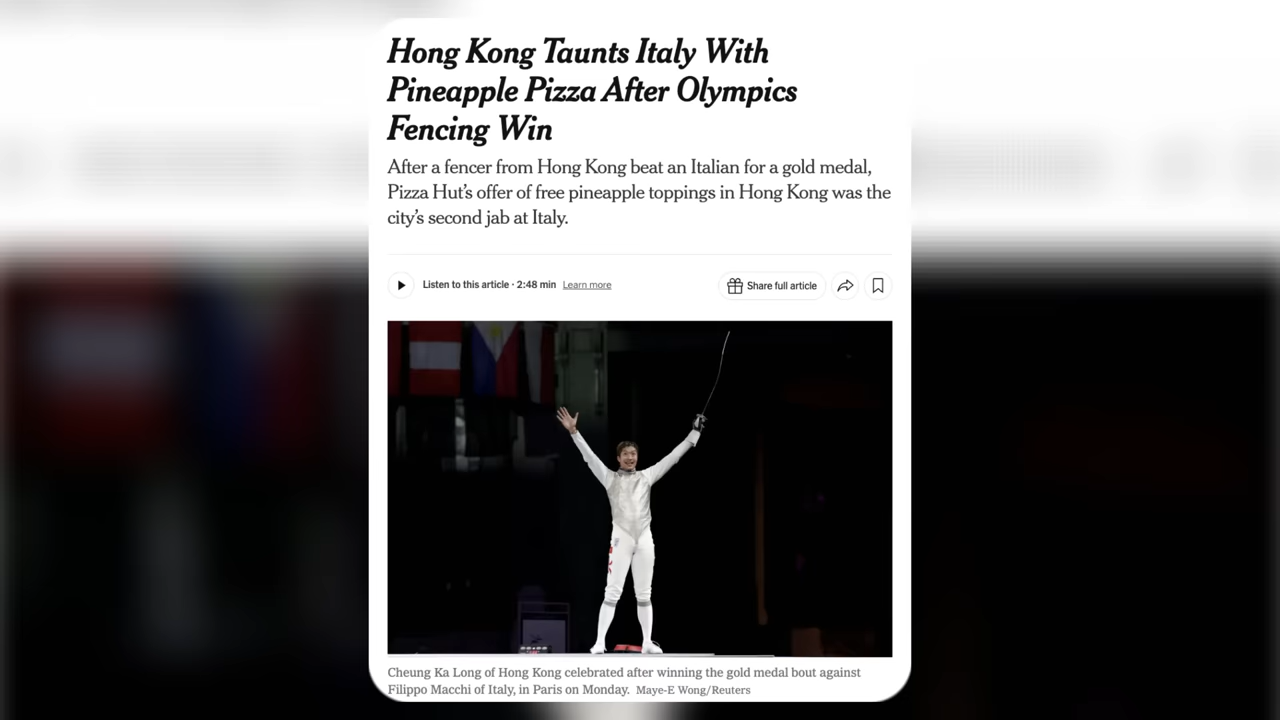 Hong Kong Taunts Italy With
Pineapple Pizza After Olympics
Fencing Win
After a fencer from Hong Kong beat an Italian for a gold medal,
Pizza Hut's offer of free pineapple toppings in Hong Kong was the
city's second jab at Italy.
Listen to this article · 2:48 min Learn more
Share full article
Cheung Ka Long of Hong Kong celebrated after winning the gold medal bout against
Filippo Macchi of Italy, in Paris on Monday. Maye-E Wong/Reuters